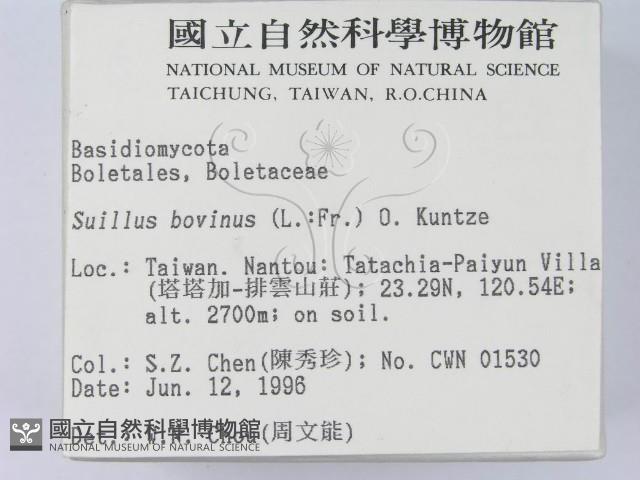 國立自然科學博物館
NATIONAL MUSEUM OF NATURAL SCIENCE
TAICHUNG, TAIWAN, R.O.CHINA
Basidiomycota
Boletales, Boletaceae
Suillus bovinus (L.:Fr.) O. Kuntze
Loc.: Taiwan. Nantou: Tatachia-Paiyun Villa
(塔塔加-排雲山莊); 23.29N, 120.54E;
alt. 2700m; on soil.
Col.: S.Z. Chen(陳秀珍); No. CWN 01530
Date: Jun. 12, 1996
Det.: W.N. Chou(周文能)
國立自然科學博物館
NATIONAL MUSEUM OF NATURAL SCIENCE